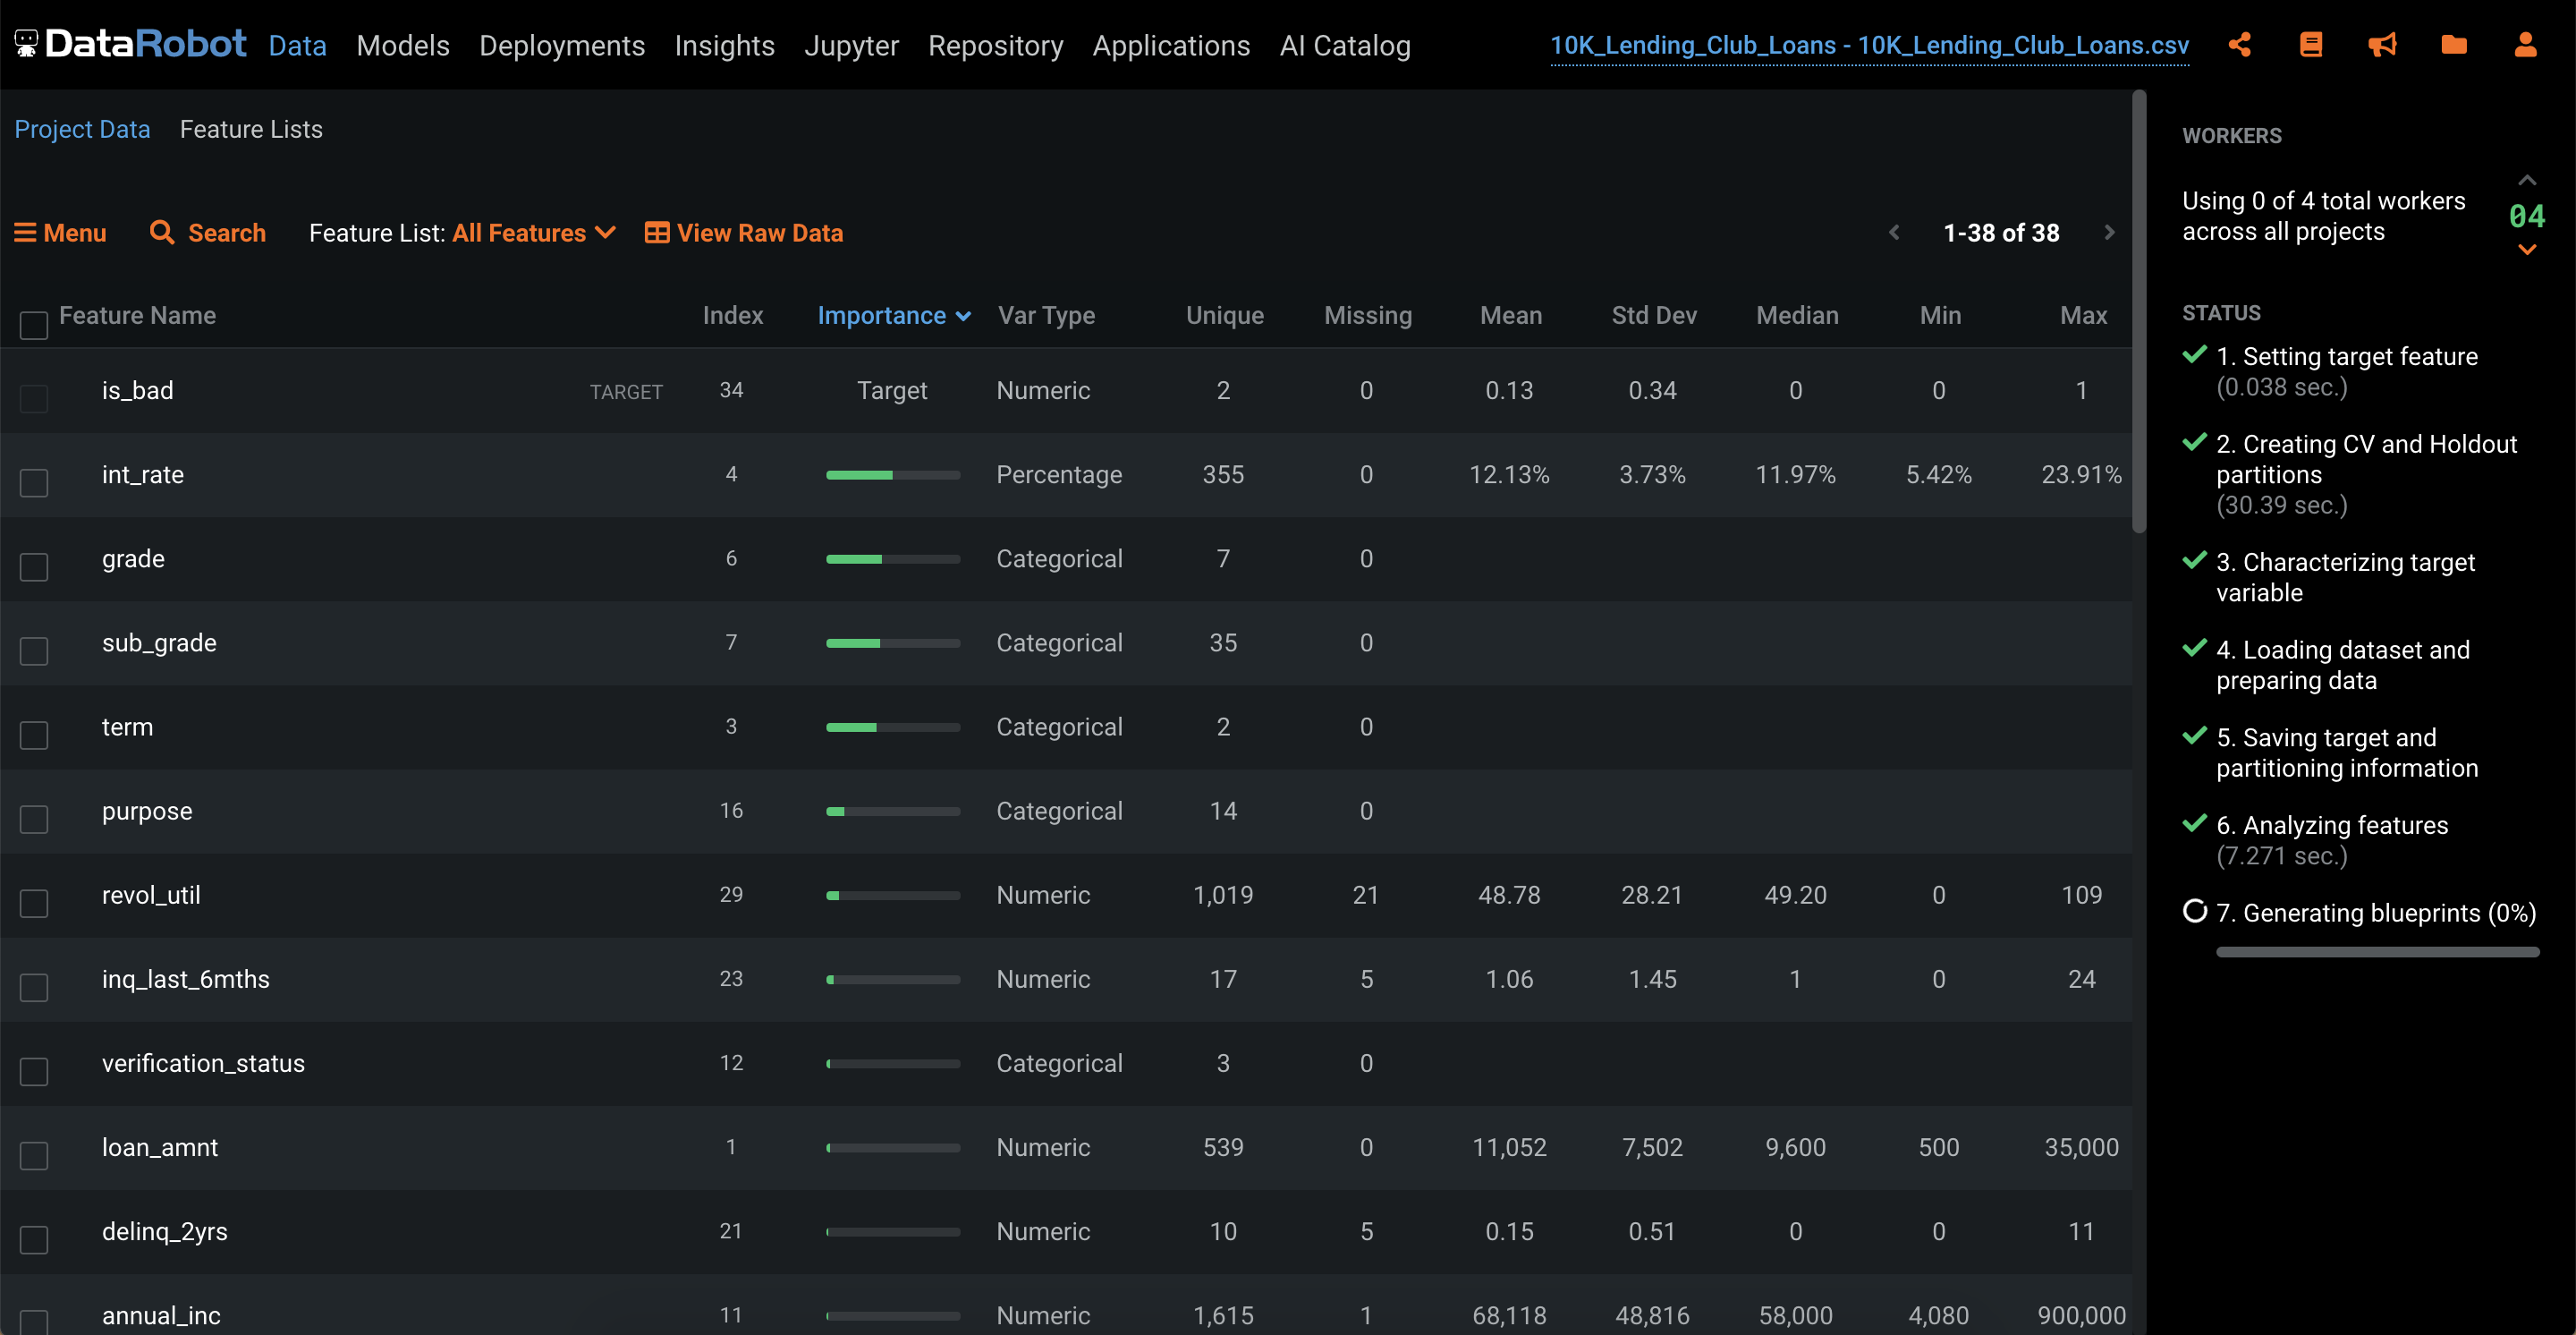 DataRobot Data Models Deployments Insights Jupyter Repository Applications AI Catalog 10K_Lending_Club_Loans - 10K_Lending_Club_Loans.csv
Project Data Feature Lists
Menu Search Feature List: All Features View Raw Data 1-38 of 38
Feature Name Index Importance Var Type Unique Missing Mean Std Dev Median Min Max
is_bad TARGET 34 Target Numeric 2 0 0.13 0.34 0 0 1
int_rate 4 Percentage 355 0 12.13% 3.73% 11.97% 5.42% 23.91%
grade 6 Categorical 7 0
sub_grade 7 Categorical 35 0
term 3 Categorical 2 0
purpose 16 Categorical 14 0
revol_util 29 Numeric 1,019 21 48.78 28.21 49.20 0 109
inq_last_6mths 23 Numeric 17 5 1.06 1.45 1 0 24
verification_status 12 Categorical 3 0
loan_amnt 1 Numeric 539 0 11,052 7,502 9,600 500 35,000
delinq_2yrs 21 Numeric 10 5 0.15 0.51 0 0 11
annual_inc 11 Numeric 1,615 1 68,118 48,816 58,000 4,080 900,000
WORKERS
Using 0 of 4 total workers
across all projects
04
STATUS
1. Setting target feature
(0.038 sec.)
2. Creating CV and Holdout
partitions
(30.39 sec.)
3. Characterizing target
variable
4. Loading dataset and
preparing data
5. Saving target and
partitioning information
6. Analyzing features
(7.271 sec.)
7. Generating blueprints (0%)